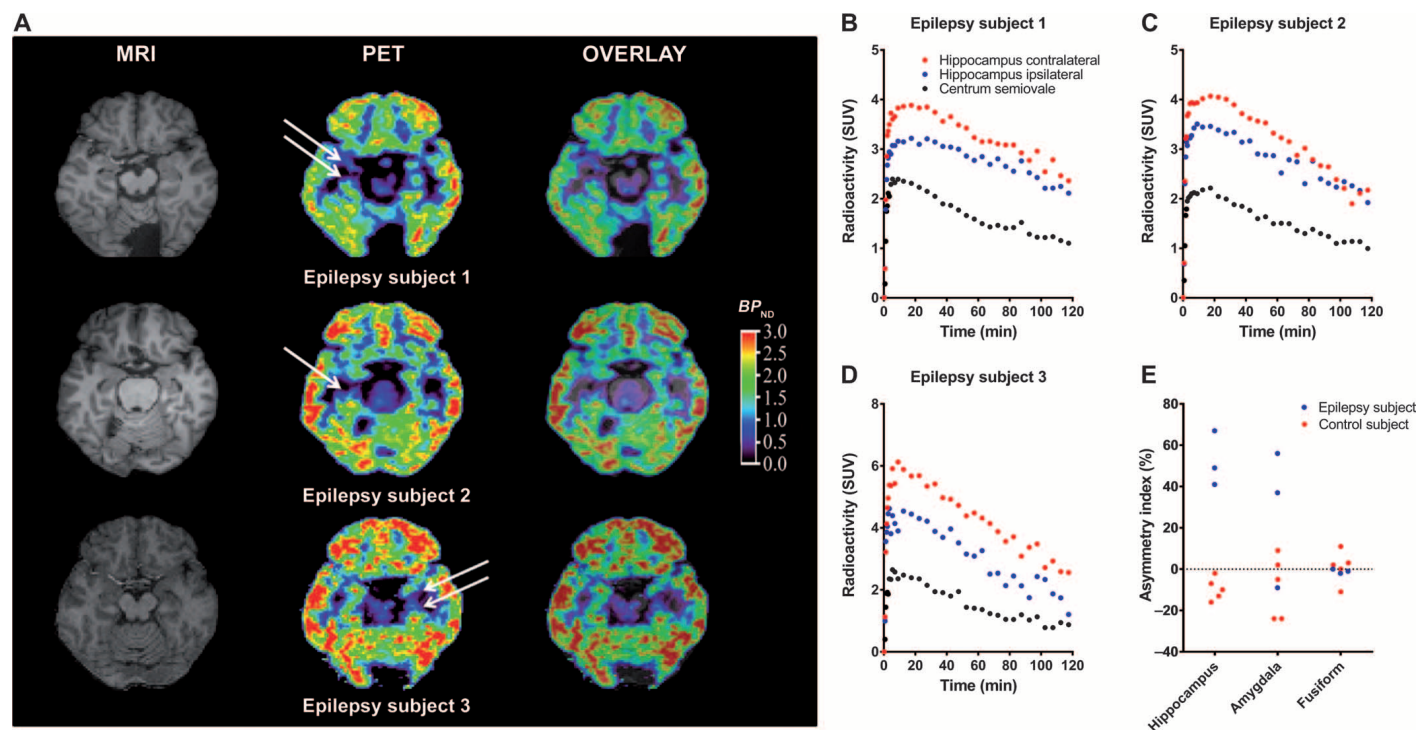 A
MRI
PET
OVERLAY
Epilepsy subject 1
Epilepsy subject 2
Epilepsy subject 3
BPND
3.0
2.5
2.0
1.5
1.0
0.5
0.0
B
Epilepsy subject 1
Radioactivity (SUV)
5
4
3
2
1
0
Hippocampus contralateral
Hippocampus ipsilateral
Centrum semiovale
0 20 40 60 80 100 120
Time (min)
C
Epilepsy subject 2
Radioactivity (SUV)
5
4
3
2
1
0
0 20 40 60 80 100 120
Time (min)
D
Epilepsy subject 3
Radioactivity (SUV)
8
6
4
2
0
0 20 40 60 80 100 120
Time (min)
E
Asymmetry index (%)
80
60
40
20
0
−20
−40
Epilepsy subject
Control subject
Hippocampus
Amygdala
Fusiform